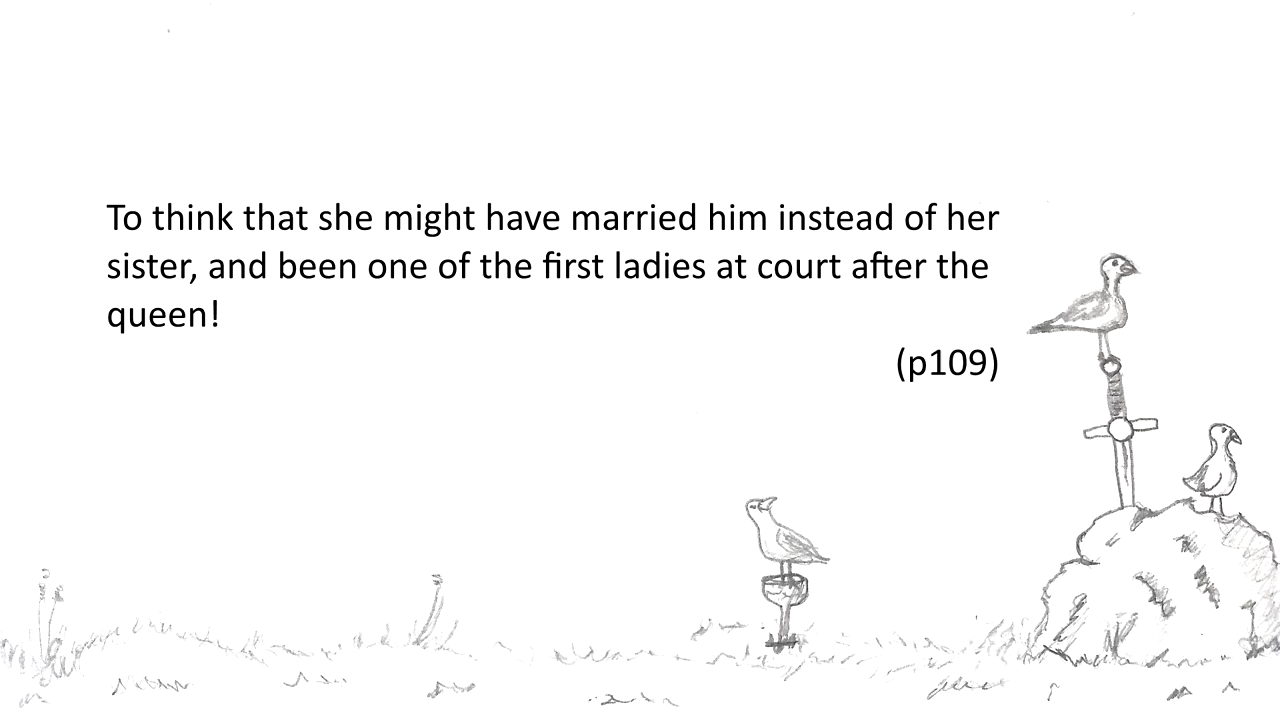 To think that she might have married him instead of her
sister, and been one of the first ladies at court after the
queen!
(p109)